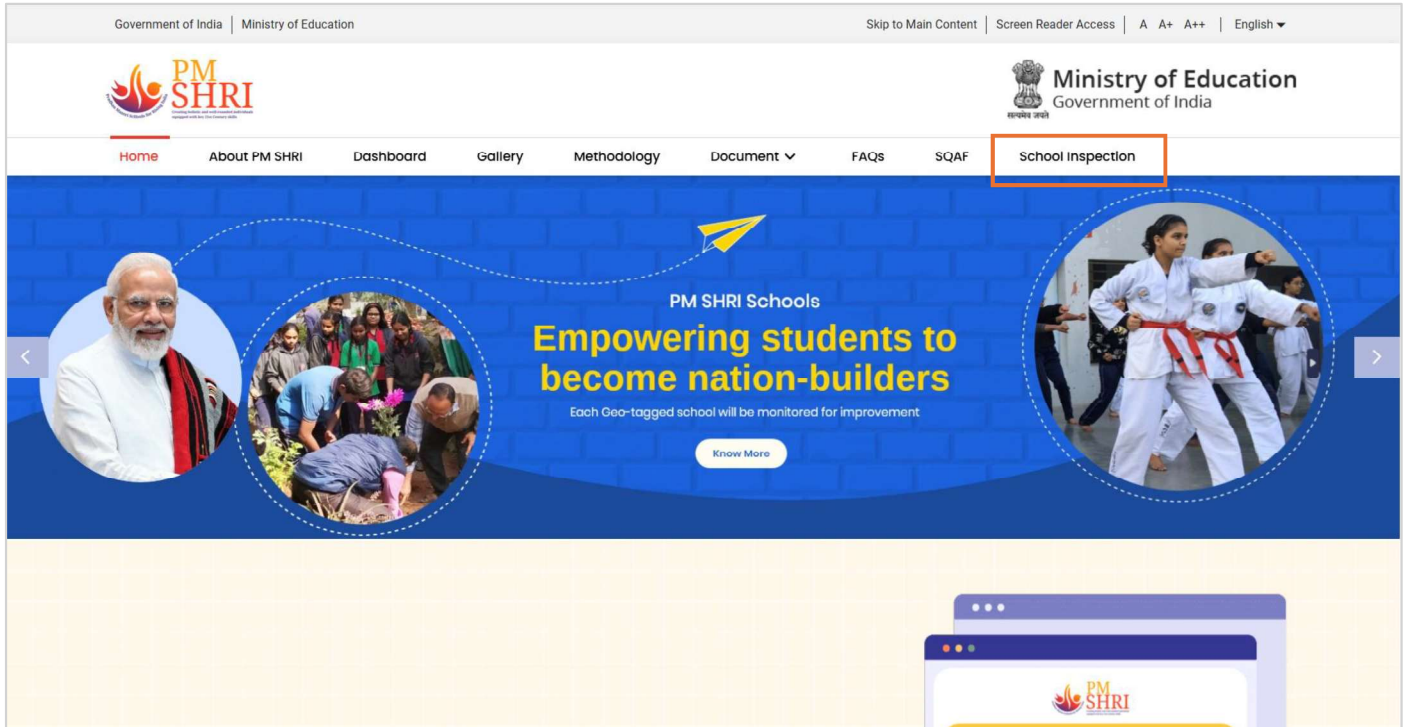 Government of India | Ministry of Education
Skip to Main Content | Screen Reader Access | A A+ A++ | English
PM
SHRI
Ministry of Education
Government of India
सत्यमेव जयते
Home About PM SHRI Dashboard Gallery Methodology Document FAQs SQAF School Inspection
PM SHRI Schools
Empowering students to
become nation-builders
Each Geo-tagged school will be monitored for improvement
Know More
PM
SHRI